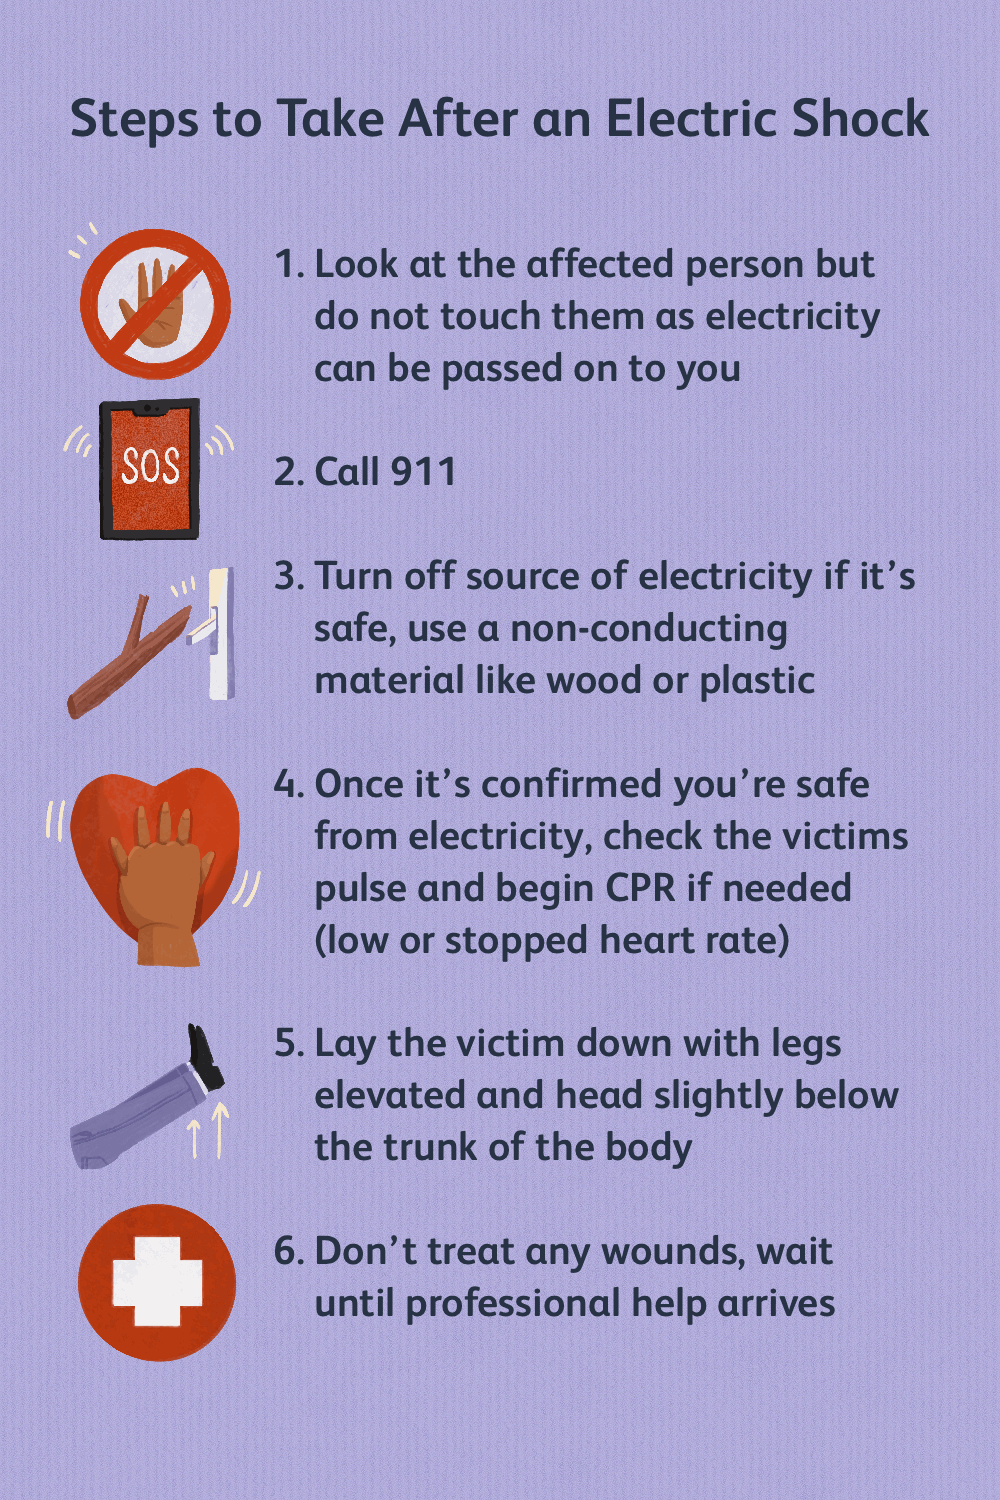 Steps to Take After an Electric Shock
1. Look at the affected person but
do not touch them as electricity
can be passed on to you
SOS
2. Call 911
3. Turn off source of electricity if it’s
safe, use a non-conducting
material like wood or plastic
4. Once it’s confirmed you’re safe
from electricity, check the victims
pulse and begin CPR if needed
(low or stopped heart rate)
5. Lay the victim down with legs
elevated and head slightly below
the trunk of the body
6. Don’t treat any wounds, wait
until professional help arrives